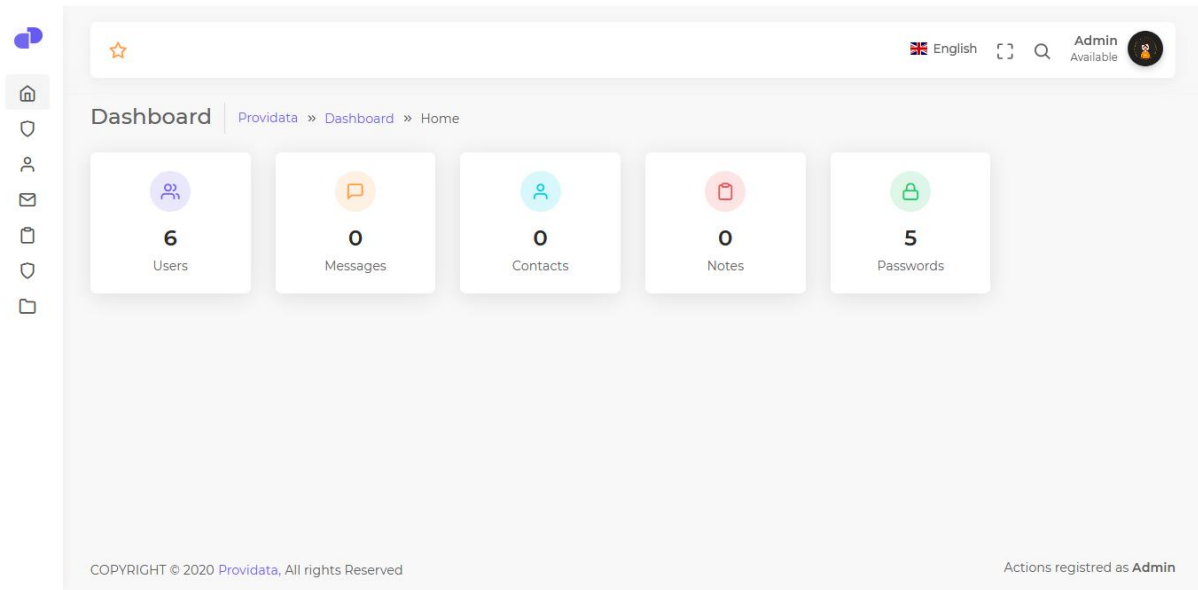 English
Admin
Available
Dashboard Providata » Dashboard » Home
6 0 0 0 5
Users Messages Contacts Notes Passwords
COPYRIGHT © 2020 Providata, All rights Reserved
Actions registred as Admin